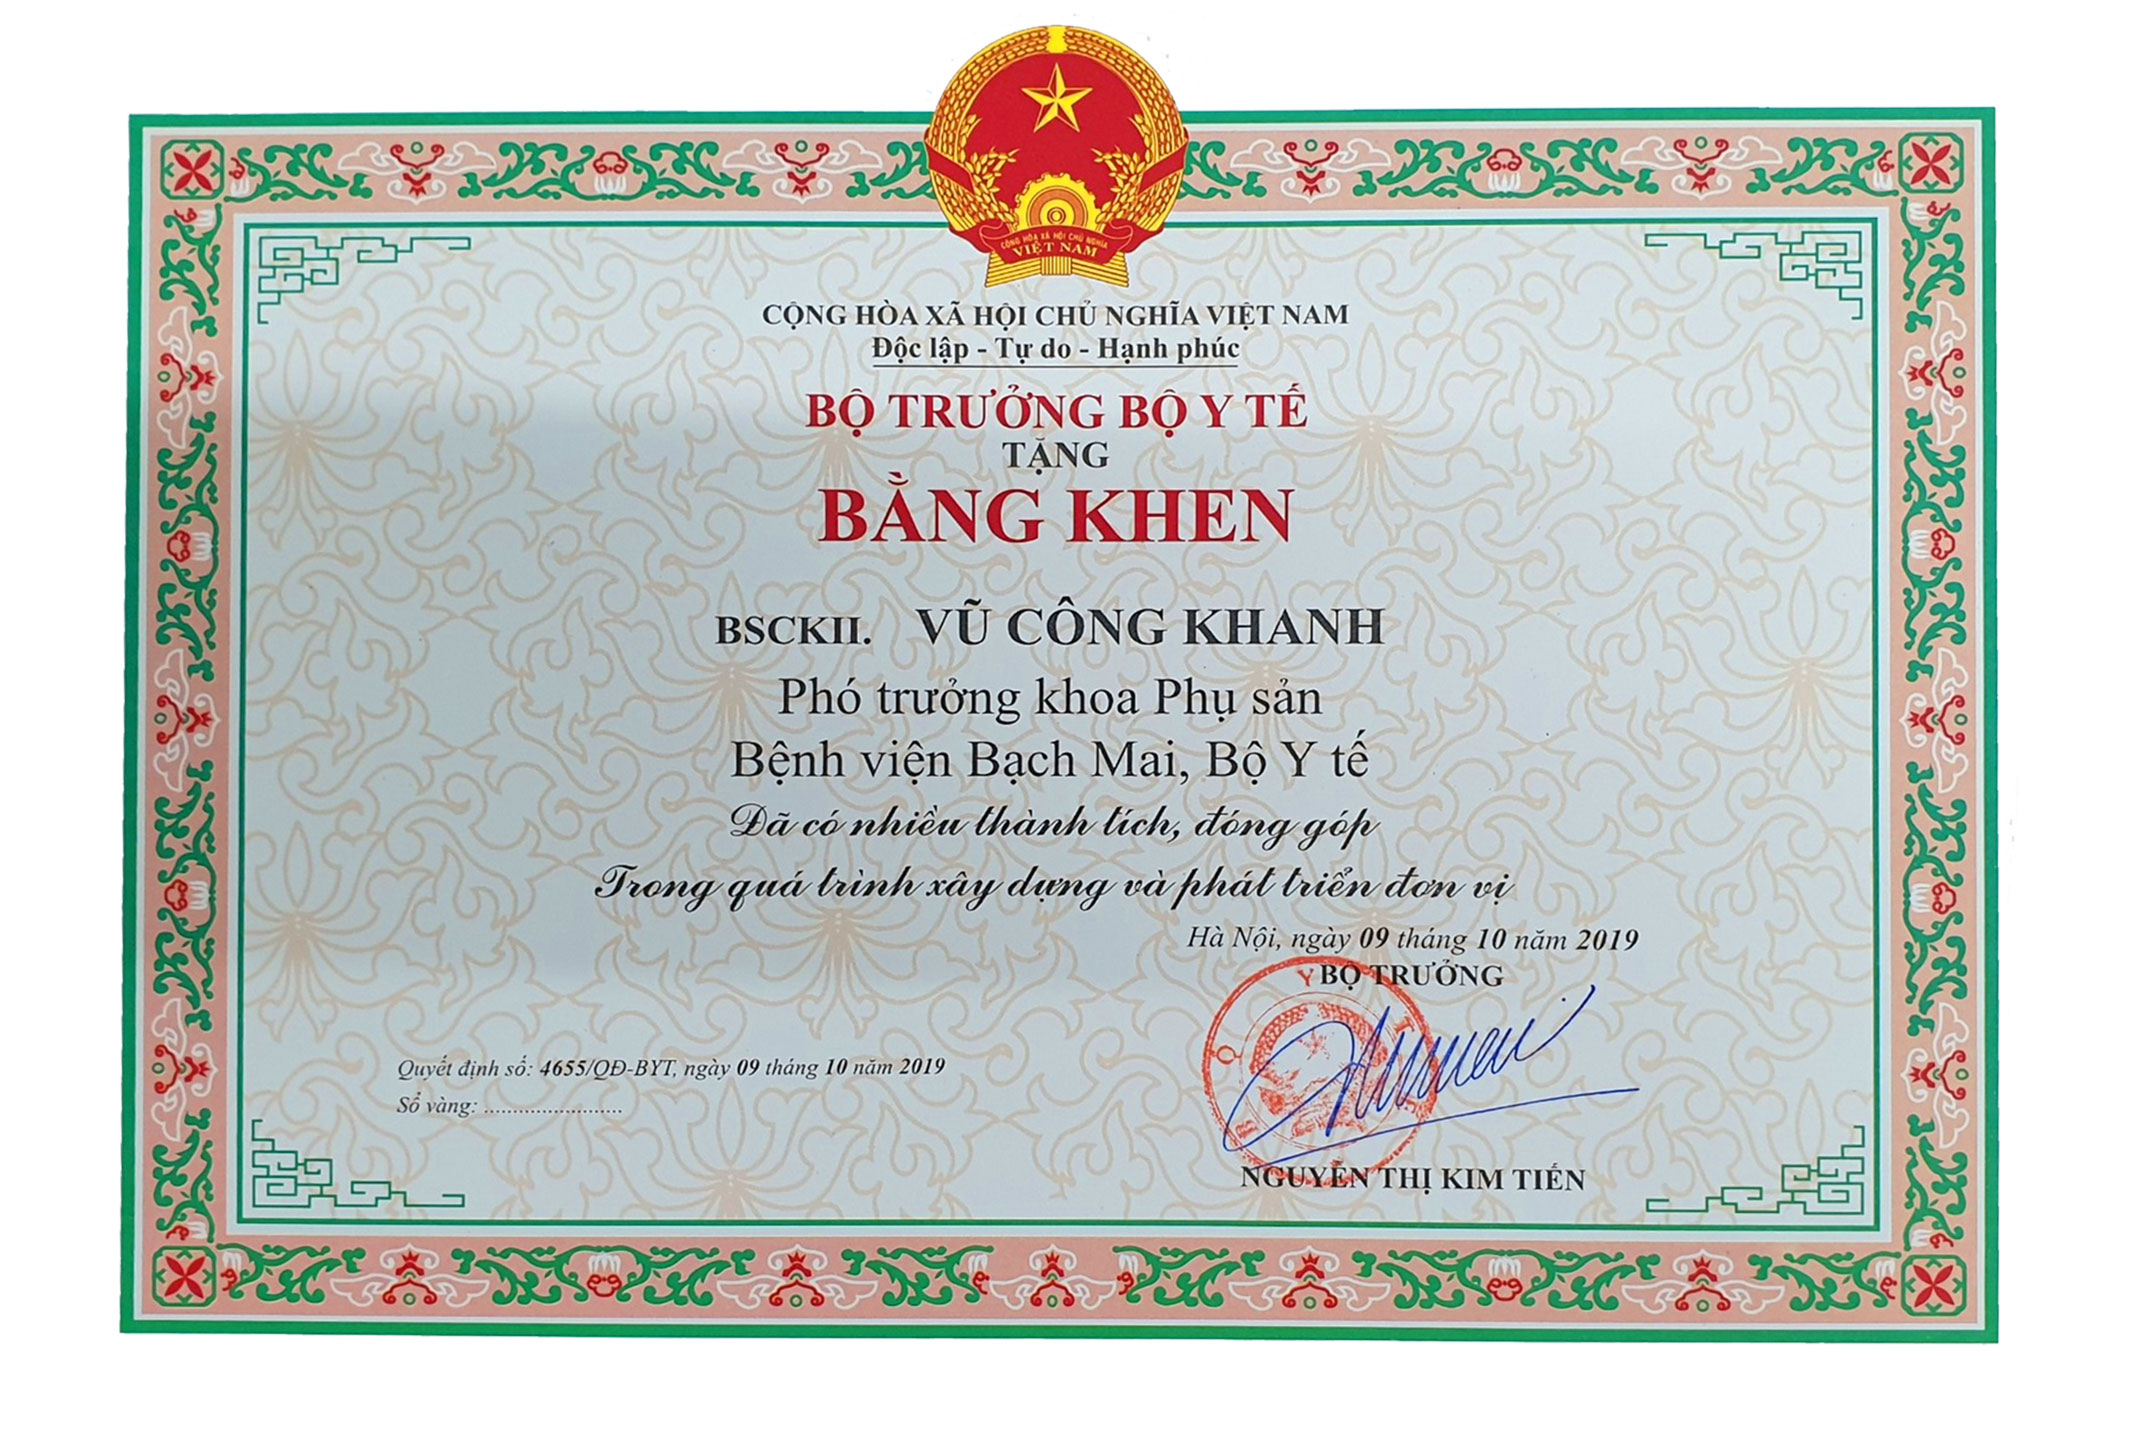 CỘNG HÒA XÃ HỘI CHỦ NGHĨA
VIỆT NAM
CỘNG HÒA XÃ HỘI CHỦ NGHĨA VIỆT NAM
Độc lập - Tự do - Hạnh phúc
BỘ TRƯỞNG BỘ Y TẾ
TẶNG
BẰNG KHEN
BSCKII. VŨ CÔNG KHANH
Phó trưởng khoa Phụ sản
Bệnh viện Bạch Mai, Bộ Y tế
Đã có nhiều thành tích, đóng góp
Trong quá trình xây dựng và phát triển đơn vị
Hà Nội, ngày 09 tháng 10 năm 2019
BỘ TRƯỞNG
BỘ Y TẾ
Quyết định số: 4655/QĐ-BYT, ngày 09 tháng 10 năm 2019
Sổ vàng: .........................
NGUYỄN THỊ KIM TIẾN